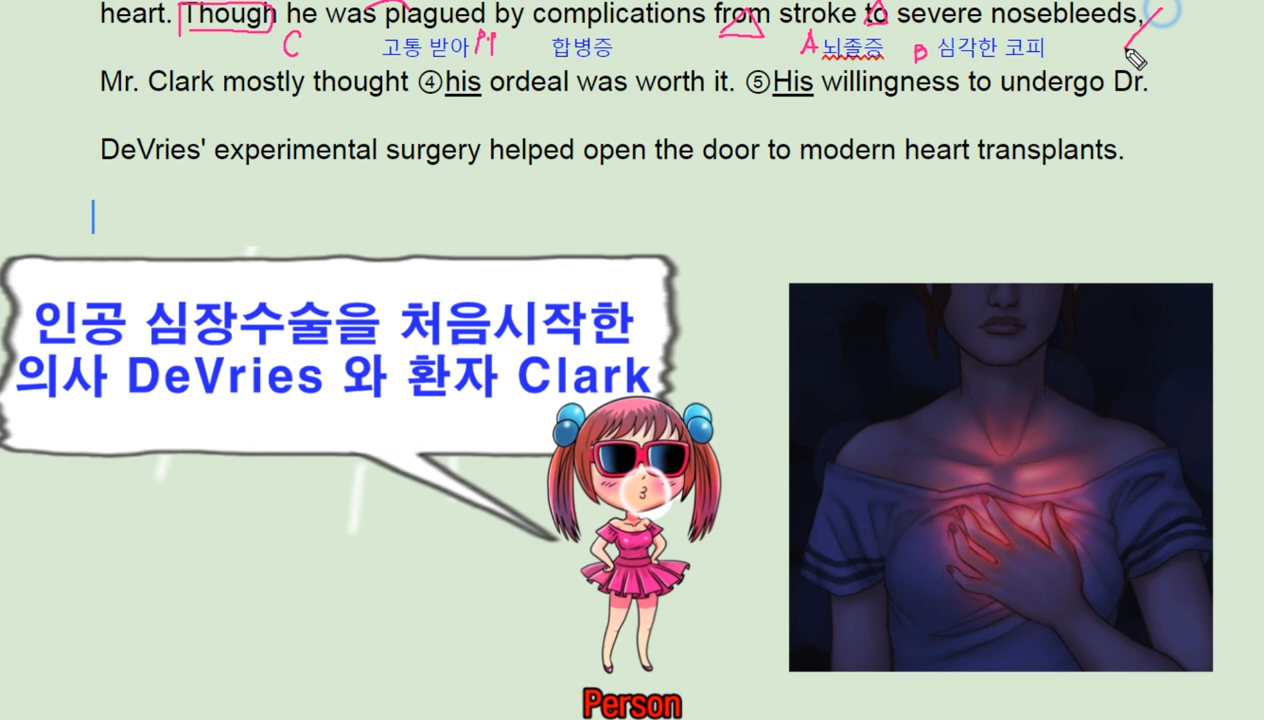 heart. Though he was plagued by complications from stroke to severe nosebleeds,
C 고통 받아 M 합병증 A 뇌졸증 B 심각한 코피
Mr. Clark mostly thought ④his ordeal was worth it. ⑤His willingness to undergo Dr.
DeVries' experimental surgery helped open the door to modern heart transplants.
인공 심장수술을 처음시작한
의사 DeVries 와 환자 Clark
Person